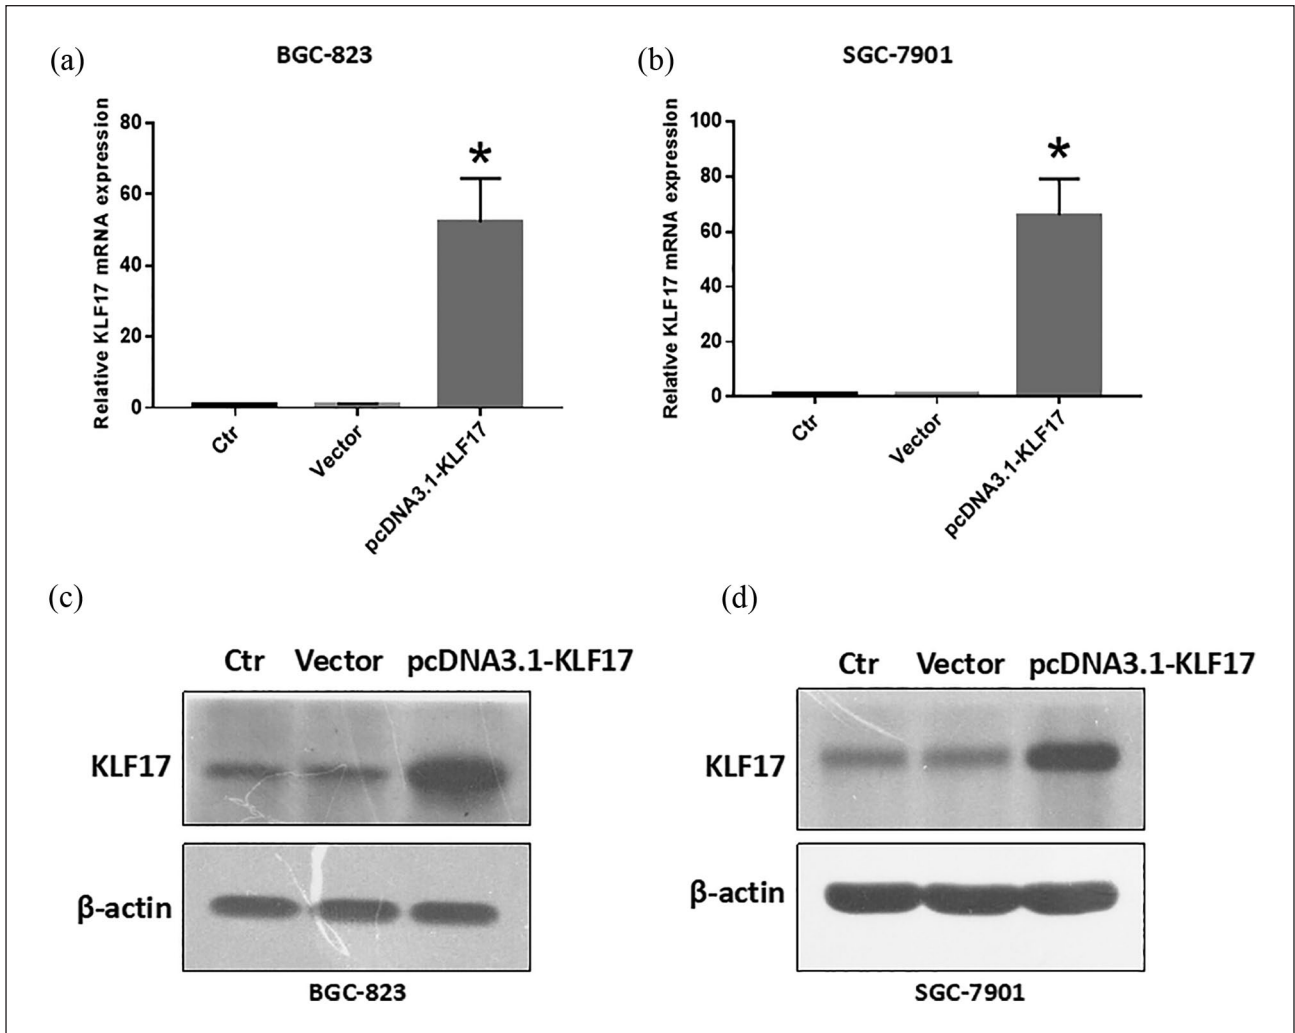 (a)
BGC-823
Relative KLF17 mRNA expression
80
60
40
20
0
Ctr
Vector
pcDNA3.1-KLF17
*
(b)
SGC-7901
Relative KLF17 mRNA expression
100
80
60
40
20
0
Ctr
Vector
pcDNA3.1-KLF17
*
(c)
Ctr Vector pcDNA3.1-KLF17
KLF17
β-actin
BGC-823
(d)
Ctr Vector pcDNA3.1-KLF17
KLF17
β-actin
SGC-7901